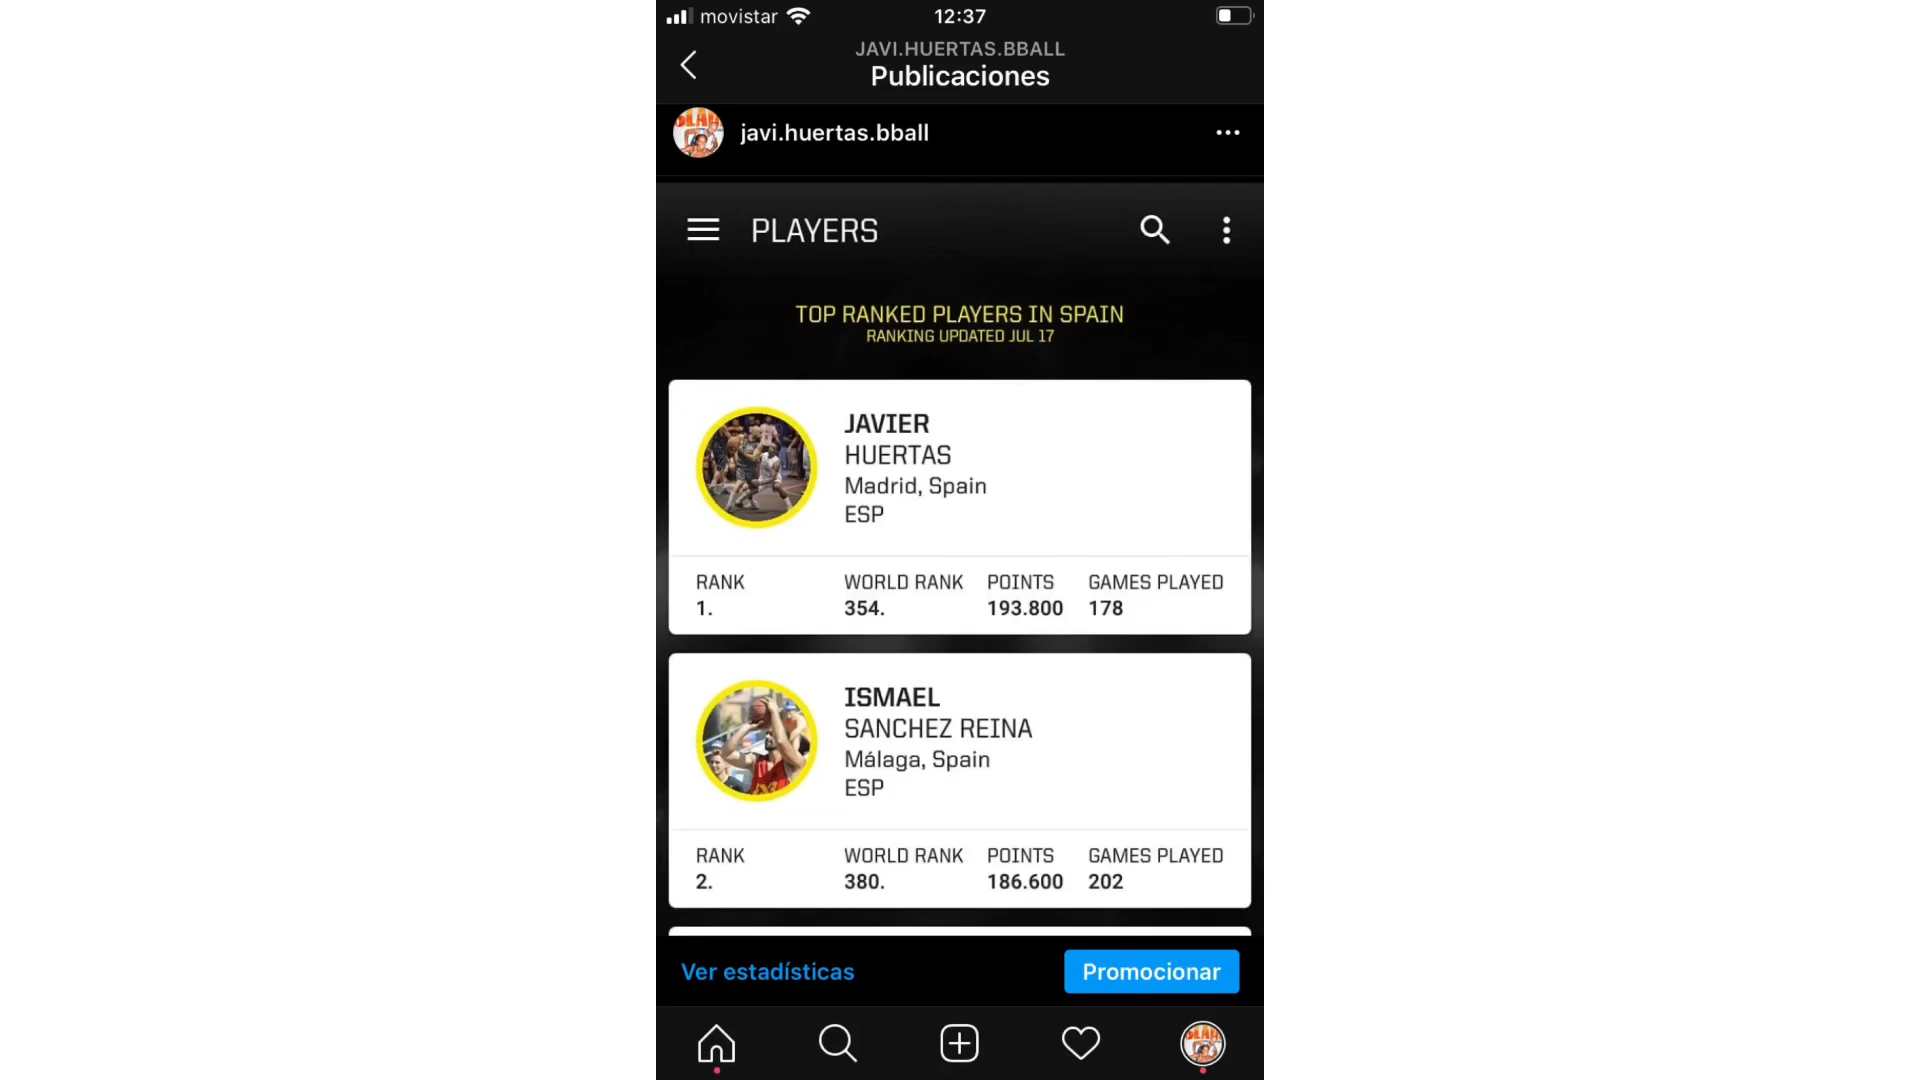 movistar 12:37
JAVI.HUERTAS.BBALL
Publicaciones
javi.huertas.bball
PLAYERS
TOP RANKED PLAYERS IN SPAIN
RANKING UPDATED JUL 17
JAVIER
HUERTAS
Madrid, Spain
ESP
RANK WORLD RANK POINTS GAMES PLAYED
1. 354. 193.800 178
ISMAEL
SANCHEZ REINA
Málaga, Spain
ESP
RANK WORLD RANK POINTS GAMES PLAYED
2. 380. 186.600 202
Ver estadísticas Promocionar